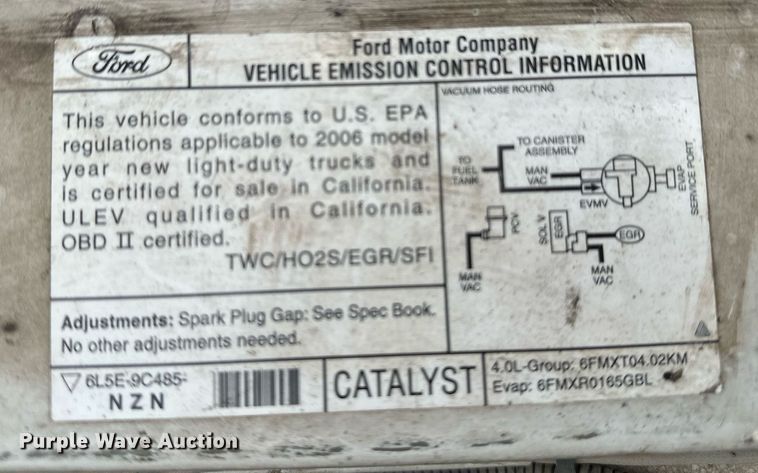 Ford
Ford Motor Company
VEHICLE EMISSION CONTROL INFORMATION
This vehicle conforms to U.S. EPA
regulations applicable to 2006 model
year new light-duty trucks and
is certified for sale in California.
ULEV qualified in California.
OBD II certified.
TWC/HO2S/EGR/SFI
VACUUM HOSE ROUTING
TO CANISTER
ASSEMBLY
TO
FUEL
TANK
MAN
VAC
EVMV
EVAP
SERVICE PORT
PCV
MAN
VAC
SOL V
EGR
EGR
MAN
VAC
Adjustments: Spark Plug Gap: See Spec Book.
No other adjustments needed.
6L5E-9C485-
NZN
CATALYST
4.0L-Group: 6FMXT04.02KM
Evap: 6FMXR0165GBL
Purple Wave Auction